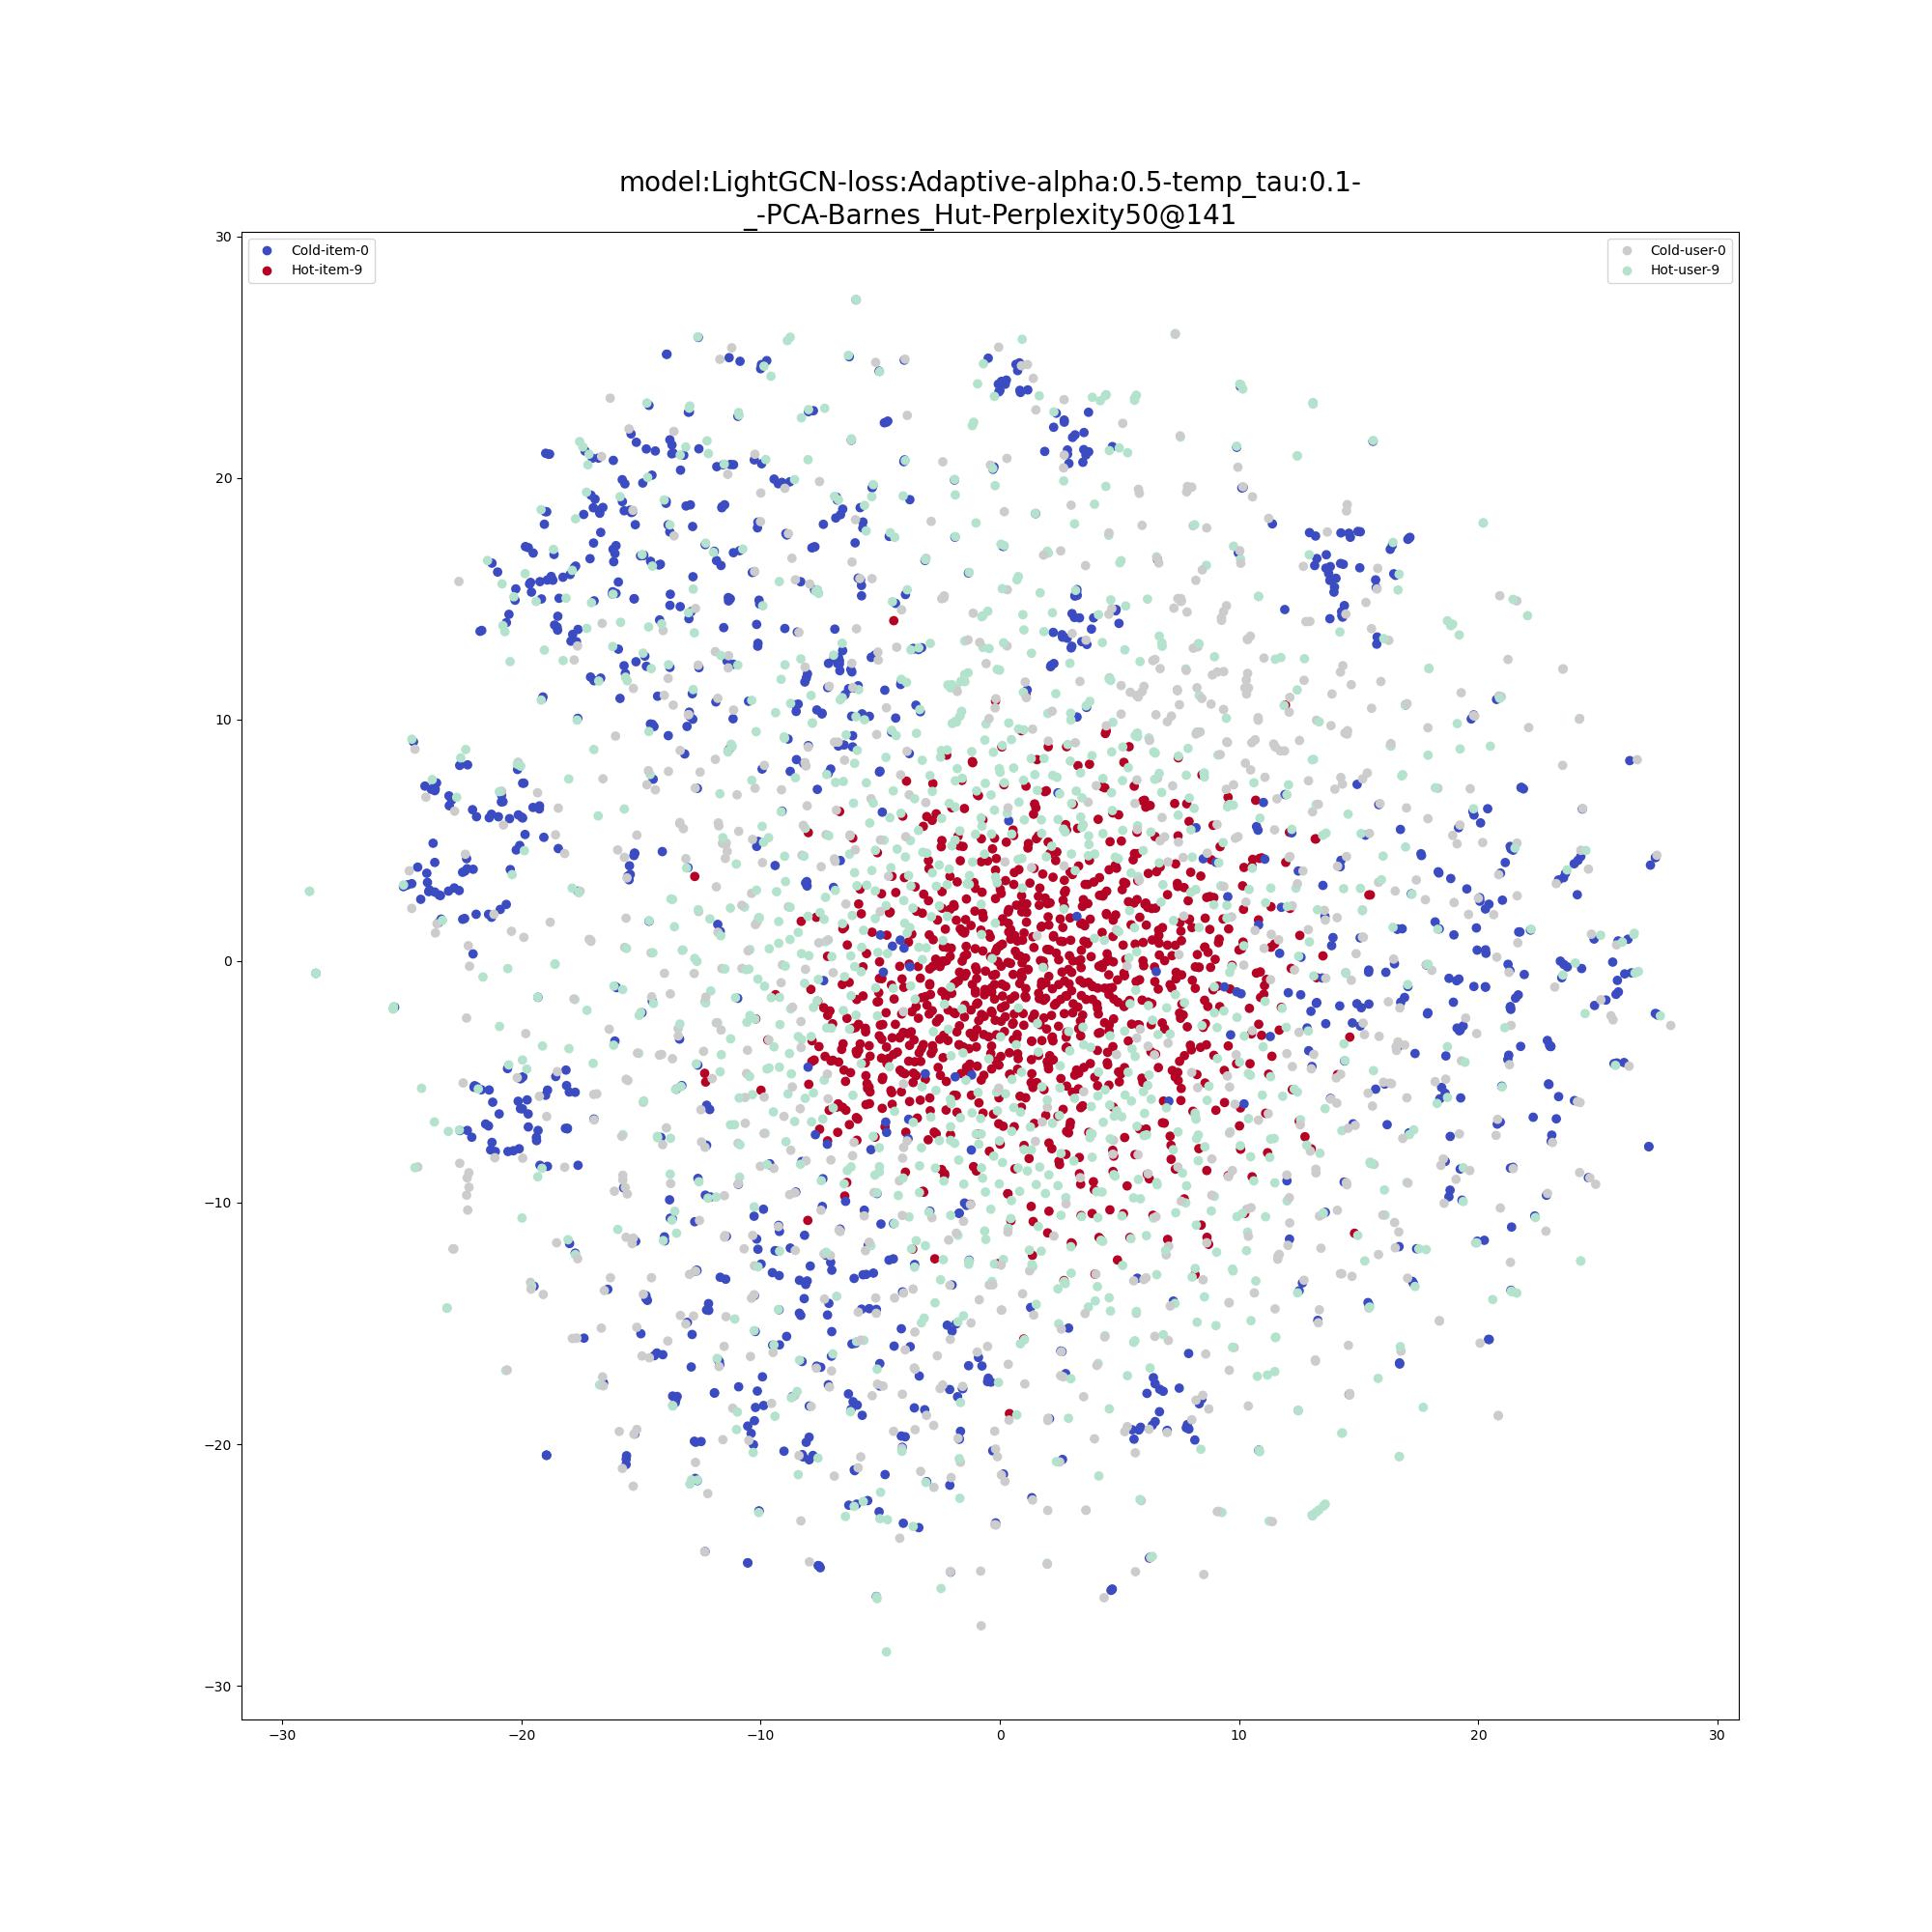 model:LightGCN-loss:Adaptive-alpha:0.5-temp_tau:0.1-
_-PCA-Barnes_Hut-Perplexity50@141
Cold-item-0
Hot-item-9
Cold-user-0
Hot-user-9
30
20
10
0
−10
−20
−30
−30
−20
−10
0
10
20
30